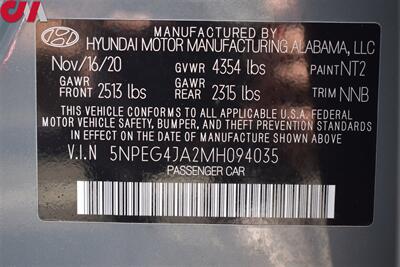 MANUFACTURED BY
HYUNDAI MOTOR MANUFACTURING ALABAMA, LLC
Nov/16/20 GVWR 4354 lbs PAINT NT2
GAWR GAWR
FRONT 2513 lbs REAR 2315 lbs TRIM NNB
THIS VEHICLE CONFORMS TO ALL APPLICABLE U.S.A. FEDERAL
MOTOR VEHICLE SAFETY, BUMPER, AND THEFT PREVENTION STANDARDS
IN EFFECT ON THE DATE OF MANUFACTURE SHOWN ABOVE.
V.I.N 5NPEG4JA2MH094035
PASSENGER CAR